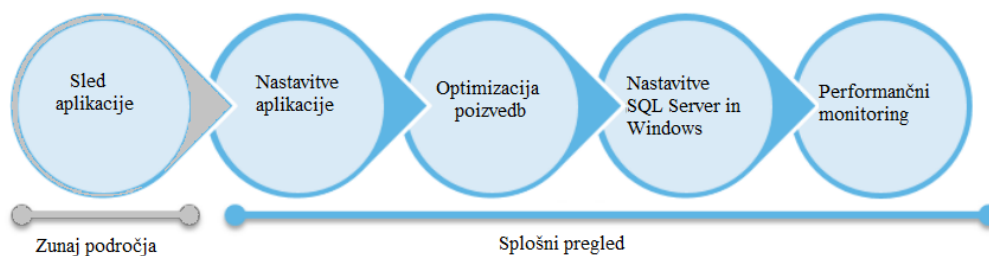 Sled
aplikacije
Nastavitve
aplikacije
Optimizacija
poizvedb
Nastavitve
SQL Server in
Windows
Performančni
monitoring
Zunaj področja
Splošni pregled